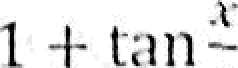 1 + tan x